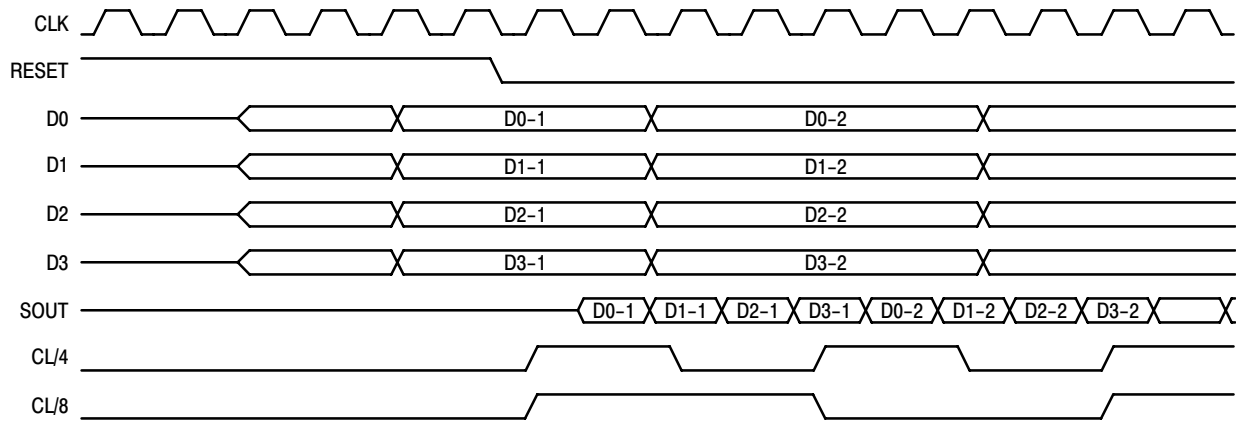 CLK
RESET
D0 D0-1 D0-2
D1 D1-1 D1-2
D2 D2-1 D2-2
D3 D3-1 D3-2
SOUT D0-1 D1-1 D2-1 D3-1 D0-2 D1-2 D2-2 D3-2
CL/4
CL/8